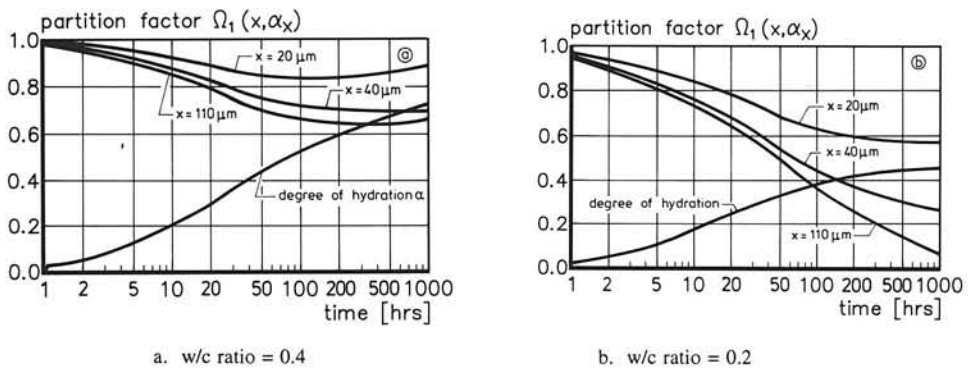 partition factor Ω₁ (x,αₓ)
ⓐ
1.0
0.8
0.6
0.4
0.2
0.0
x = 20 μm
x = 40 μm
x = 110 μm
degree of hydration α
1 2 5 10 20 50 100 200 500 1000
time [hrs]
a. w/c ratio = 0.4
partition factor Ω₁ (x,αₓ)
ⓑ
1.0
0.8
0.6
0.4
0.2
0.0
x = 20μm
x = 40μm
degree of hydration
x = 110 μm
1 2 5 10 20 50 100 200 500 1000
time [hrs]
b. w/c ratio = 0.2